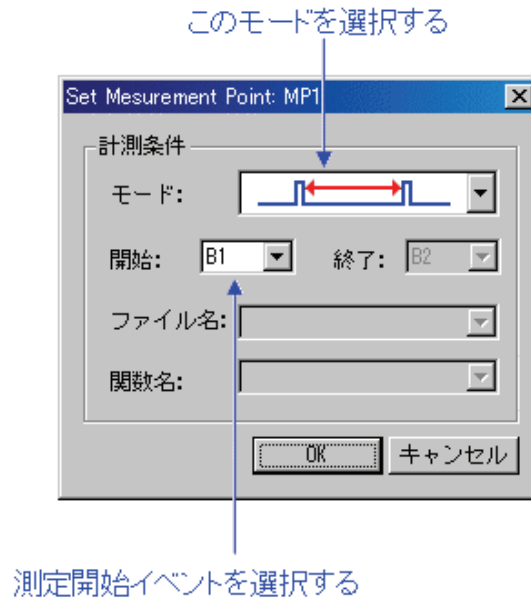 このモードを選択する
Set Mesurement Point: MP1
計測条件
モード:
開始: B1 終了: B2
ファイル名:
関数名:
OK キャンセル
測定開始イベントを選択する